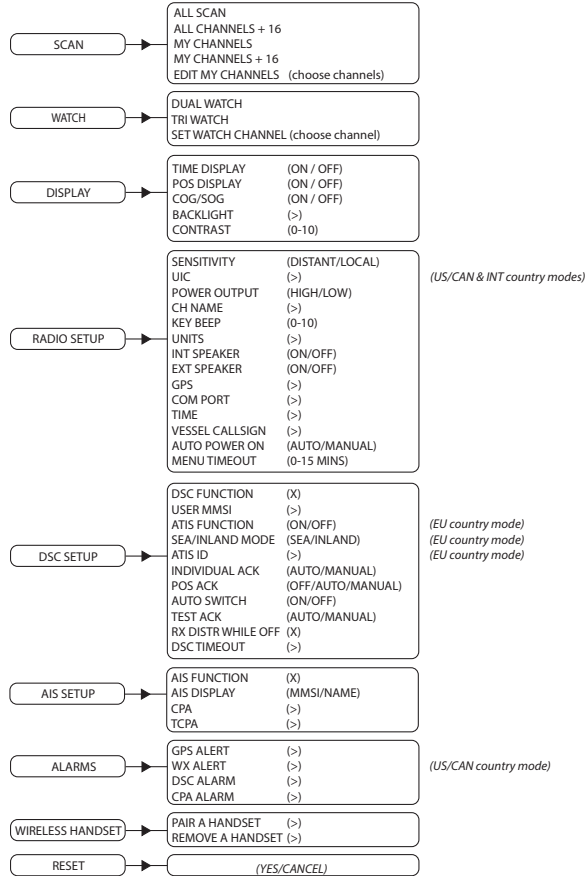 SCAN
ALL SCAN
ALL CHANNELS + 16
MY CHANNELS
MY CHANNELS + 16
EDIT MY CHANNELS (choose channels)
WATCH
DUAL WATCH
TRI WATCH
SET WATCH CHANNEL (choose channel)
DISPLAY
TIME DISPLAY (ON / OFF)
POS DISPLAY (ON / OFF)
COG/SOG (ON / OFF)
BACKLIGHT (>)
CONTRAST (0-10)
RADIO SETUP
SENSITIVITY (DISTANT/LOCAL)
UIC (>) (US/CAN & INT country modes)
POWER OUTPUT (HIGH/LOW)
CH NAME (>)
KEY BEEP (0-10)
UNITS (>)
INT SPEAKER (ON/OFF)
EXT SPEAKER (ON/OFF)
GPS (>)
COM PORT (>)
TIME (>)
VESSEL CALLSIGN (>)
AUTO POWER ON (AUTO/MANUAL)
MENU TIMEOUT (0-15 MINS)
DSC SETUP
DSC FUNCTION (X)
USER MMSI (>)
ATIS FUNCTION (ON/OFF) (EU country mode)
SEA/INLAND MODE (SEA/INLAND) (EU country mode)
ATIS ID (>) (EU country mode)
INDIVIDUAL ACK (AUTO/MANUAL)
POS ACK (OFF/AUTO/MANUAL)
AUTO SWITCH (ON/OFF)
TEST ACK (AUTO/MANUAL)
RX DISTR WHILE OFF (X)
DSC TIMEOUT (>)
AIS SETUP
AIS FUNCTION (X)
AIS DISPLAY (MMSI/NAME)
CPA (>)
TCPA (>)
ALARMS
GPS ALERT (>)
WX ALERT (>) (US/CAN country mode)
DSC ALARM (>)
CPA ALARM (>)
WIRELESS HANDSET
PAIR A HANDSET (>)
REMOVE A HANDSET (>)
RESET
(YES/CANCEL)